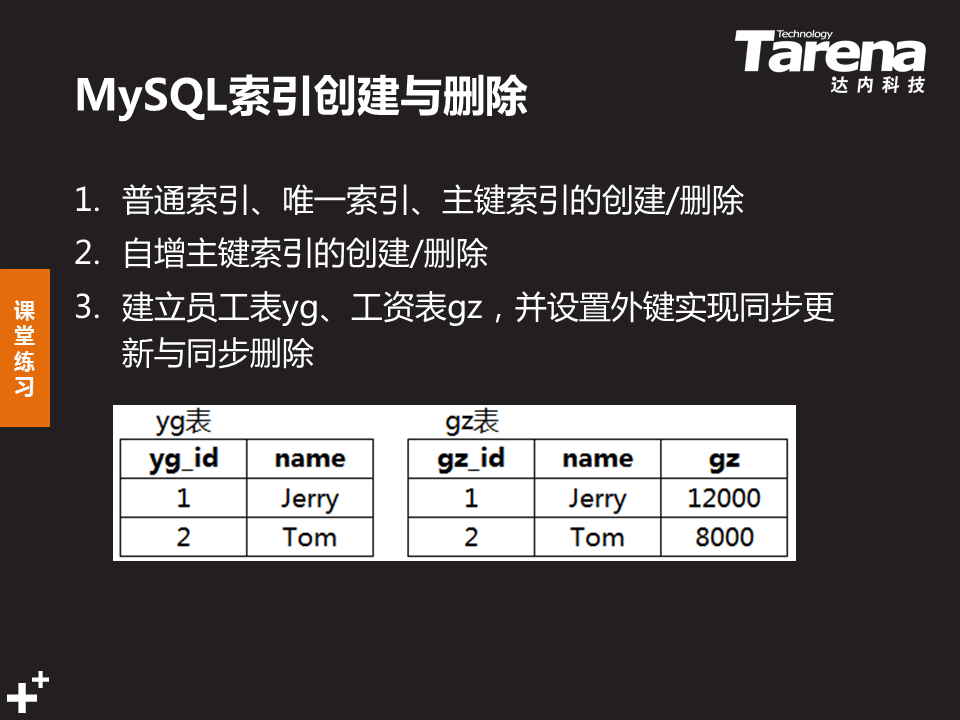 Technology
Tarena
达内科技
MySQL索引创建与删除
1. 普通索引、唯一索引、主键索引的创建/删除
2. 自增主键索引的创建/删除
3. 建立员工表yg、工资表gz，并设置外键实现同步更
新与同步删除
课
堂
练
习
yg表 gz表
yg_id name gz_id name gz
1 Jerry 1 Jerry 12000
2 Tom 2 Tom 8000